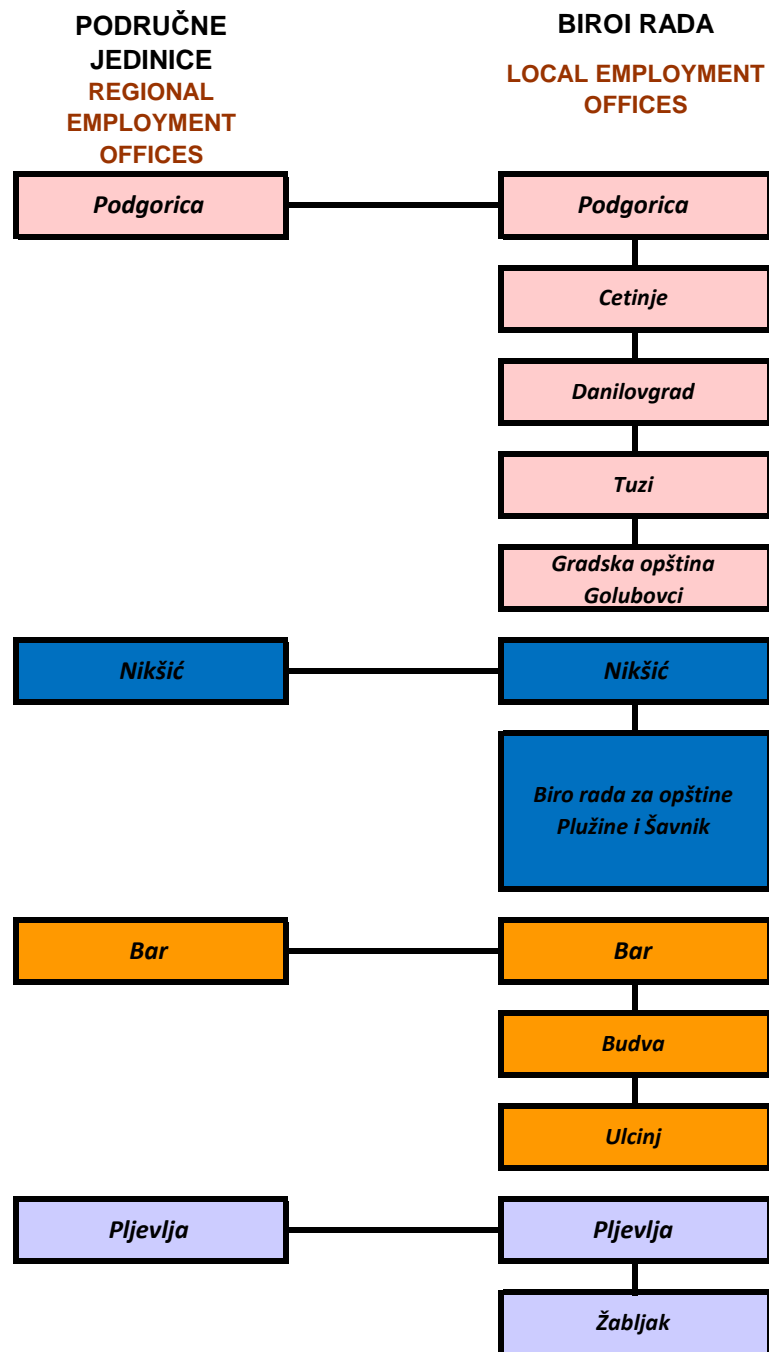 PODRUČNE
JEDINICE
REGIONAL
EMPLOYMENT
OFFICES
BIROI RADA
LOCAL EMPLOYMENT
OFFICES
Podgorica
Podgorica
Cetinje
Danilovgrad
Tuzi
Gradska opština
Golubovci
Nikšić
Nikšić
Biro rada za opštine
Plužine i Šavnik
Bar
Bar
Budva
Ulcinj
Pljevlja
Pljevlja
Žabljak